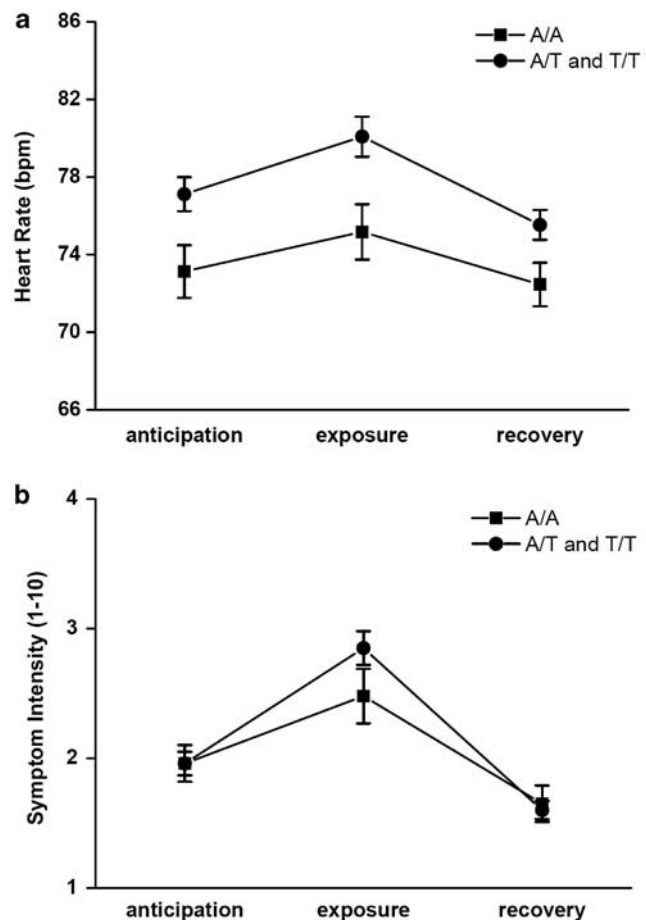 a
86
82
78
74
70
66
Heart Rate (bpm)
A/A
A/T and T/T
anticipation exposure recovery
b
4
3
2
1
Symptom Intensity (1-10)
A/A
A/T and T/T
anticipation exposure recovery